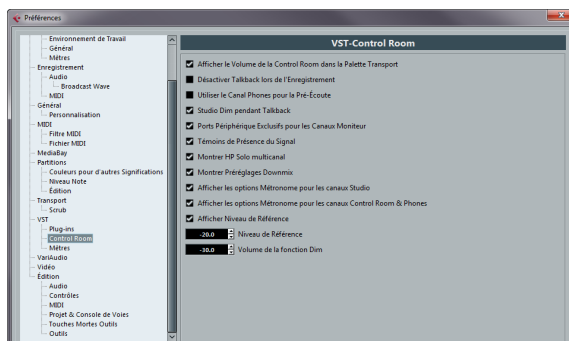 Préférences
Environnement de Travail
Général
Mètres
Enregistrement
Audio
Broadcast Wave
MIDI
Général
Personnalisation
MIDI
Filtre MIDI
Fichier MIDI
MediaBay
Partitions
Couleurs pour d'autres Significations
Niveau Note
Édition
Transport
Scrub
VST
Plug-ins
Control Room
Mètres
VariAudio
Vidéo
Édition
Audio
Contrôles
MIDI
Projet & Console de Voies
Touches Mortes Outils
Outils
VST-Control Room
Afficher le Volume de la Control Room dans la Palette Transport
Désactiver Talkback lors de l'Enregistrement
Utiliser le Canal Phones pour la Pré-Écoute
Studio Dim pendant Talkback
Ports Périphérique Exclusifs pour les Canaux Moniteur
Témoins de Présence du Signal
Montrer HP Solo multicanal
Montrer Préréglages Downmix
Afficher les options Métronome pour les canaux Studio
Afficher les options Métronome pour les canaux Control Room & Phones
Afficher Niveau de Référence
-20.0 Niveau de Référence
-30.0 Volume de la fonction Dim